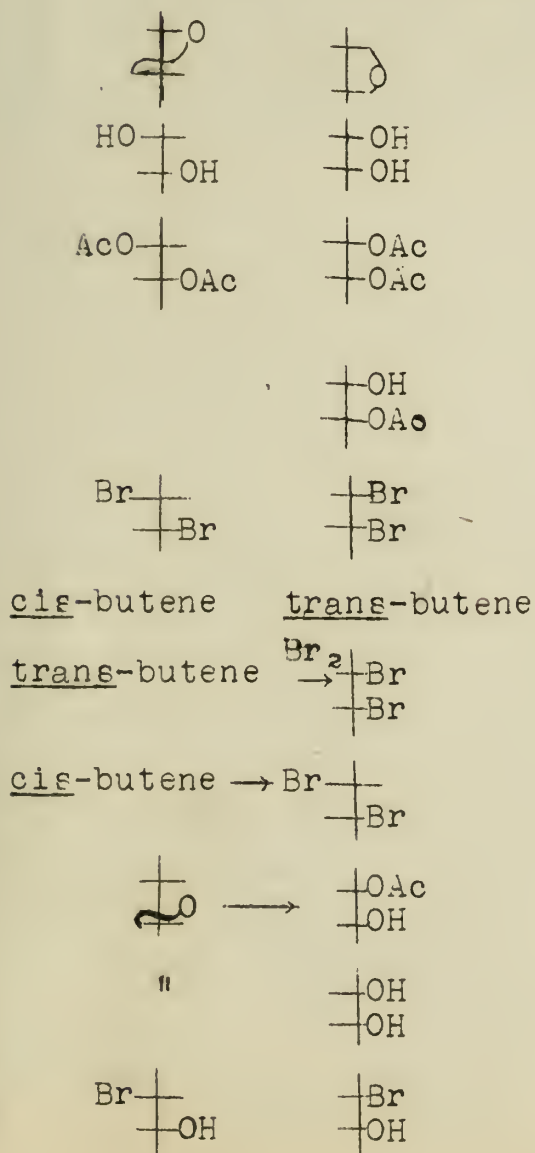 O O
HO OH
OH OH
AcO OAc
OAc OAc
OH
OAc
Br Br
Br Br
cis-butene trans-butene
trans-butene Br2 → Br
Br
cis-butene → Br
Br
O → OAc
OH
" OH
OH
Br Br
OH OH